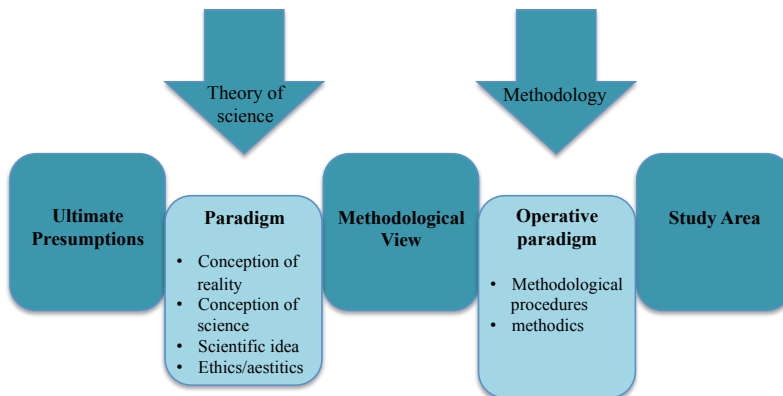 Theory of
science
Methodology
Ultimate
Presumptions
Paradigm
• Conception of
reality
• Conception of
science
• Scientific idea
• Ethics/aestitics
Methodological
View
Operative
paradigm
• Methodological
procedures
• methodics
Study Area